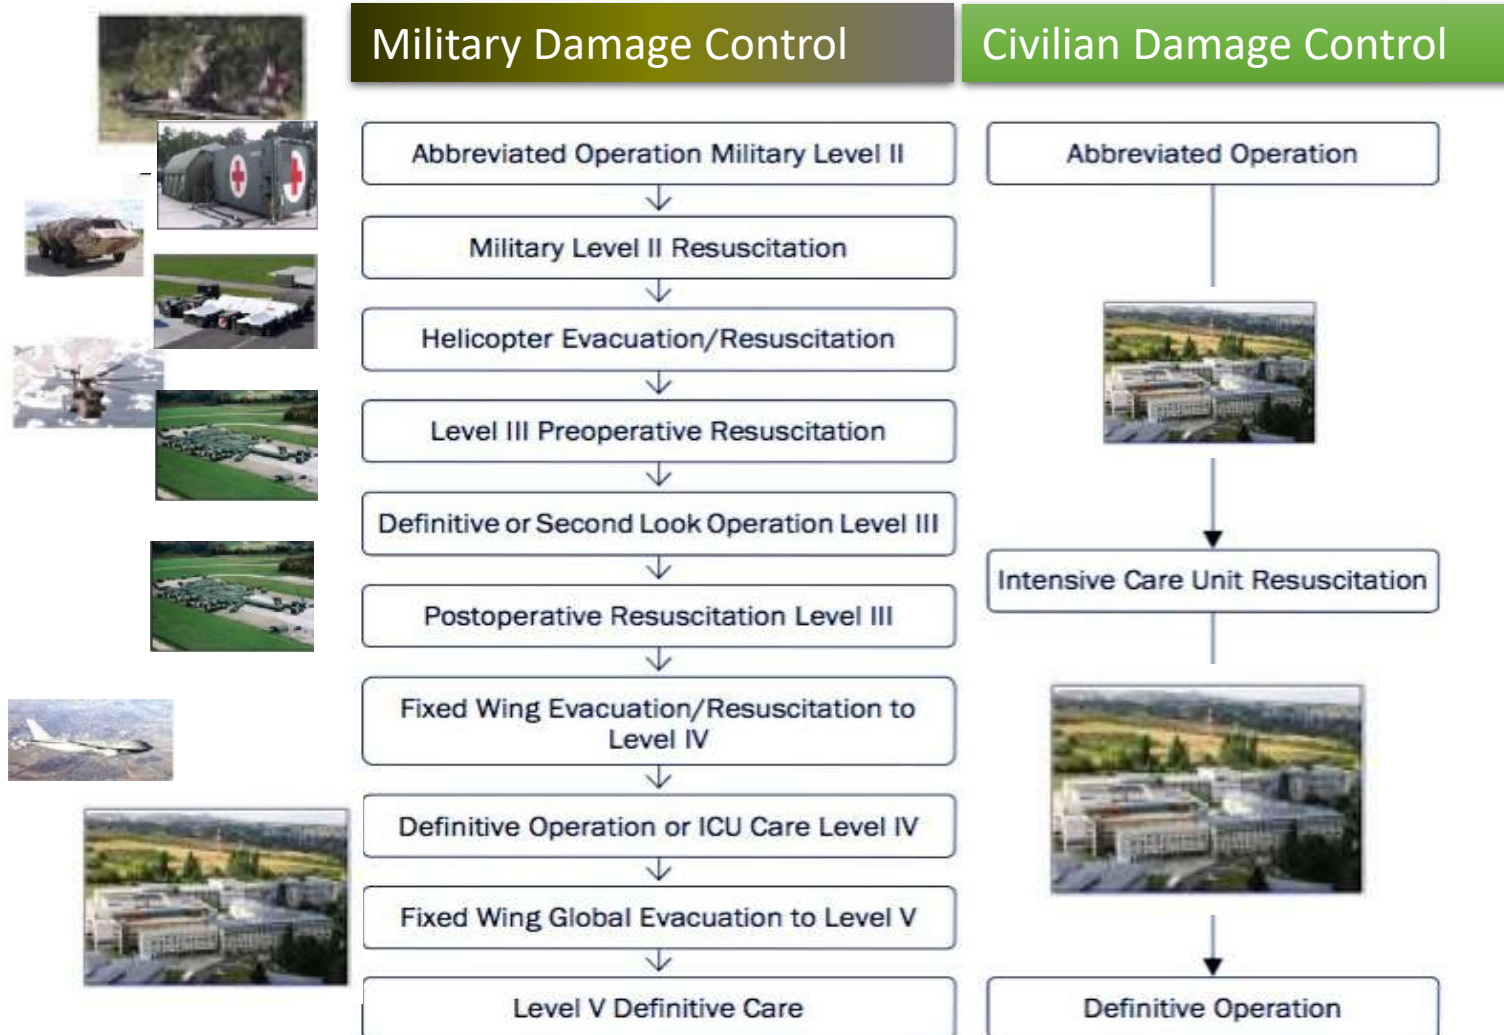 Military Damage Control
Civilian Damage Control
Abbreviated Operation Military Level II
Military Level II Resuscitation
Helicopter Evacuation/Resuscitation
Level III Preoperative Resuscitation
Definitive or Second Look Operation Level III
Postoperative Resuscitation Level III
Fixed Wing Evacuation/Resuscitation to
Level IV
Definitive Operation or ICU Care Level IV
Fixed Wing Global Evacuation to Level V
Level V Definitive Care
Abbreviated Operation
Intensive Care Unit Resuscitation
Definitive Operation